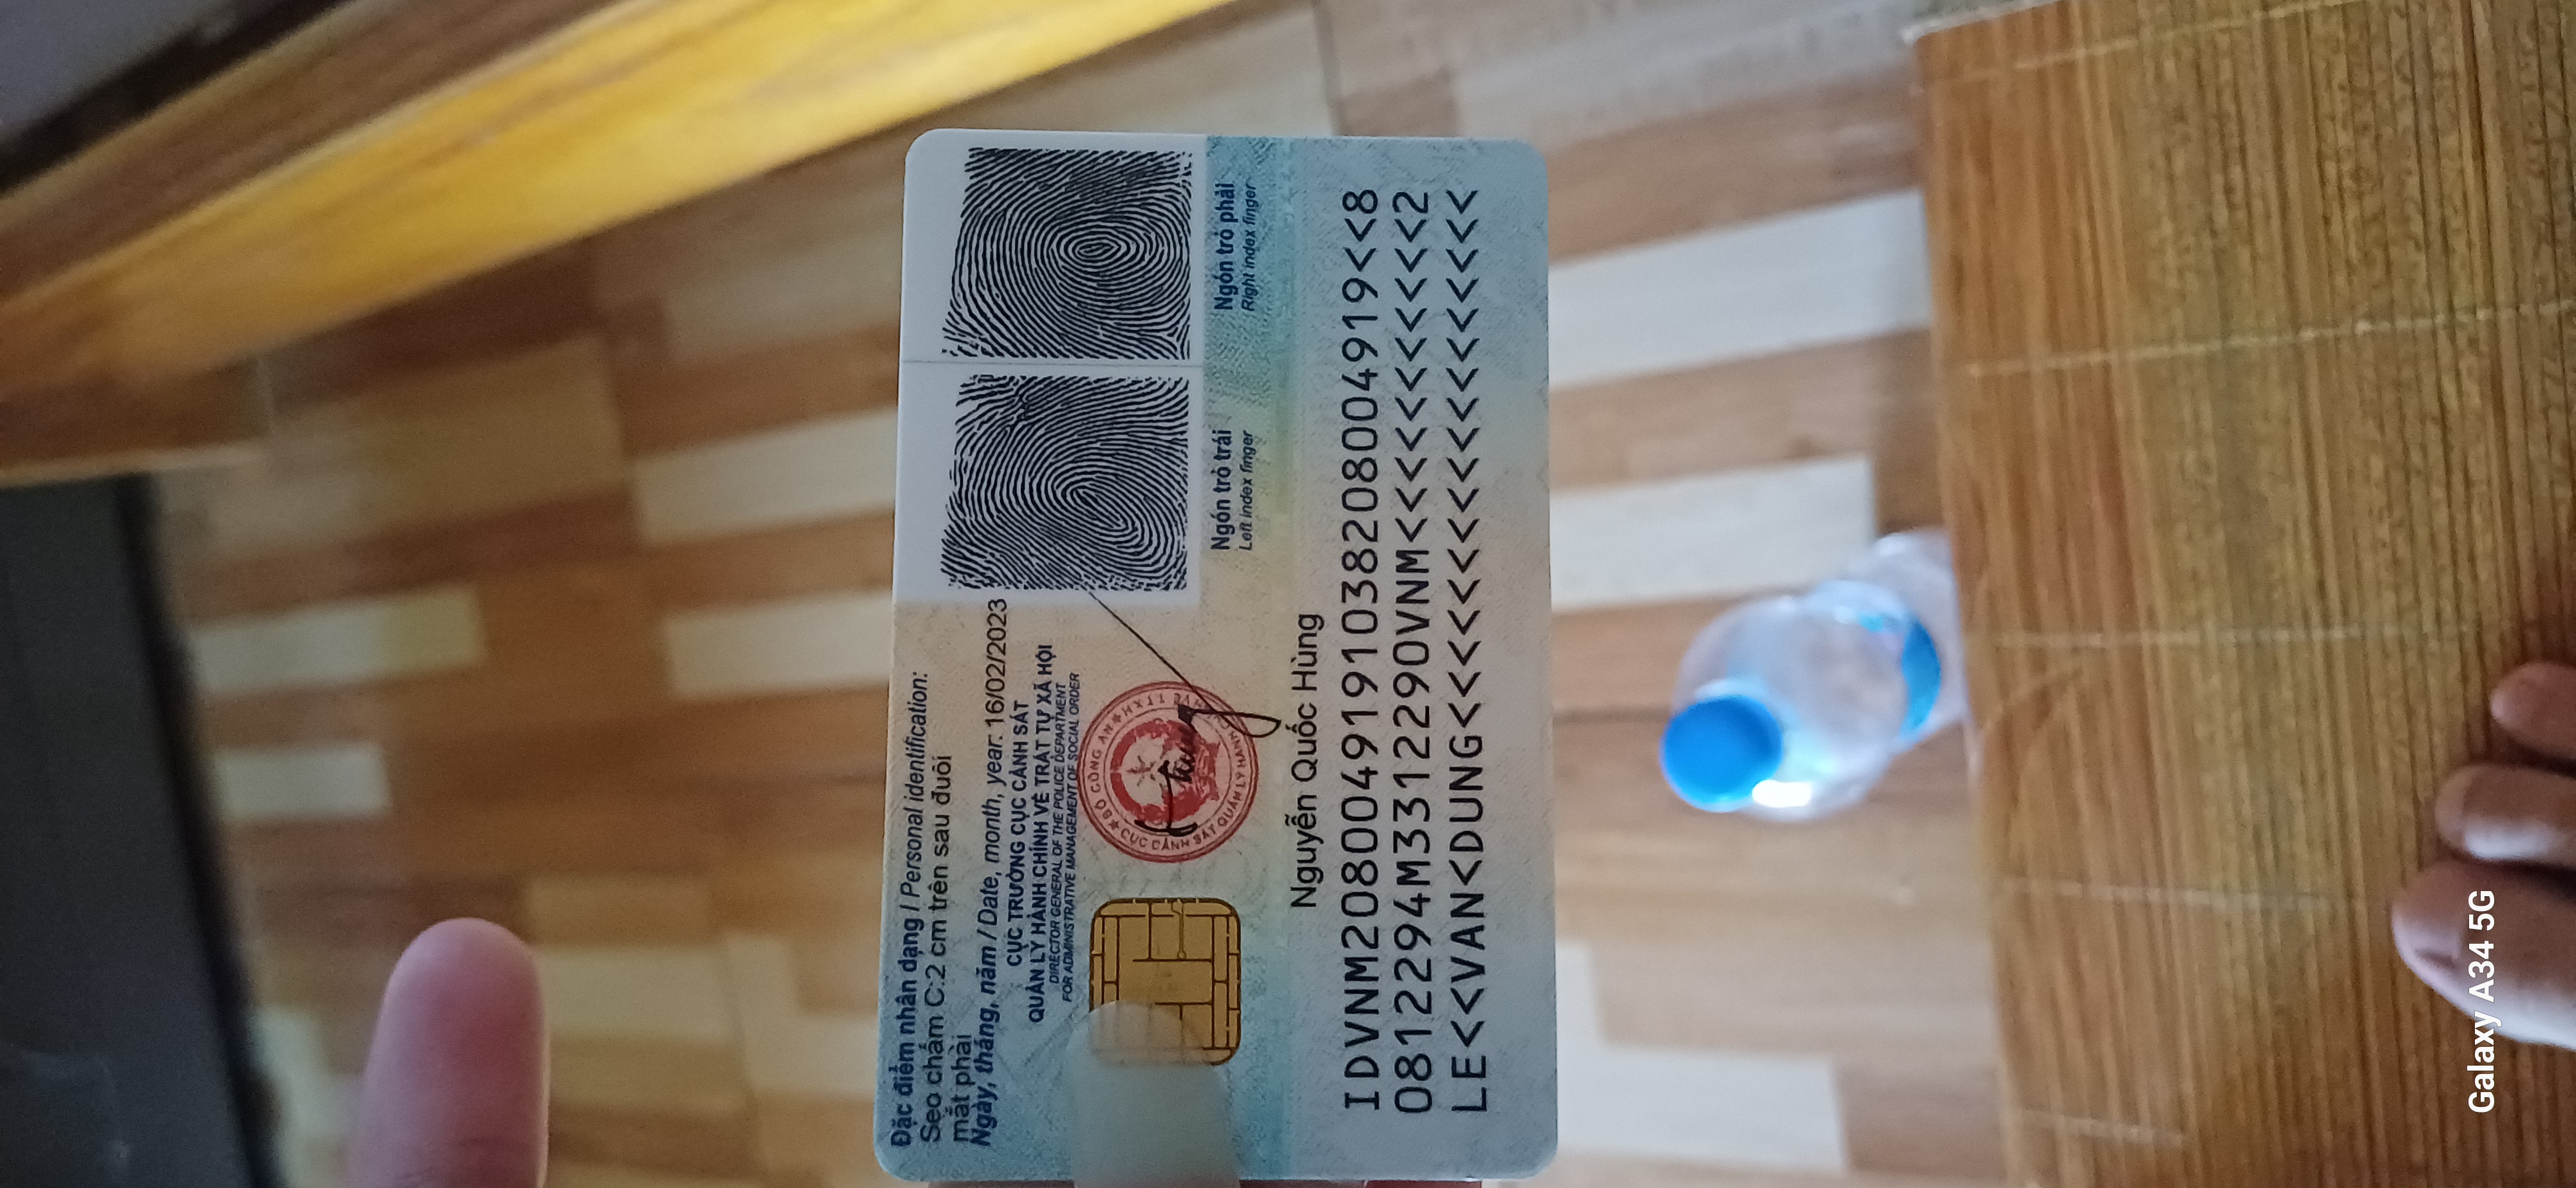 Đặc điểm nhân dạng / Personal identification:
Sẹo chấm C:2 cm trên sau đuôi
mắt phải
Ngày, tháng, năm / Date, month, year: 16/02/2023
CỤC TRƯỞNG CỤC CẢNH SÁT
QUẢN LÝ HÀNH CHÍNH VỀ TRẬT TỰ XÃ HỘI
DIRECTOR GENERAL OF THE POLICE DEPARTMENT
FOR ADMINISTRATIVE MANAGEMENT OF SOCIAL ORDER
Ngón trỏ trái
Left index finger
Ngón trỏ phải
Right index finger
Nguyễn Quốc Hùng
IDVNM2080049191038208004919<<8
0812294M3312290VNM<<<<<<<<<<<2
LE<<VAN<DUNG<<<<<<<<<<<<<<<<<<
Galaxy A34 5G